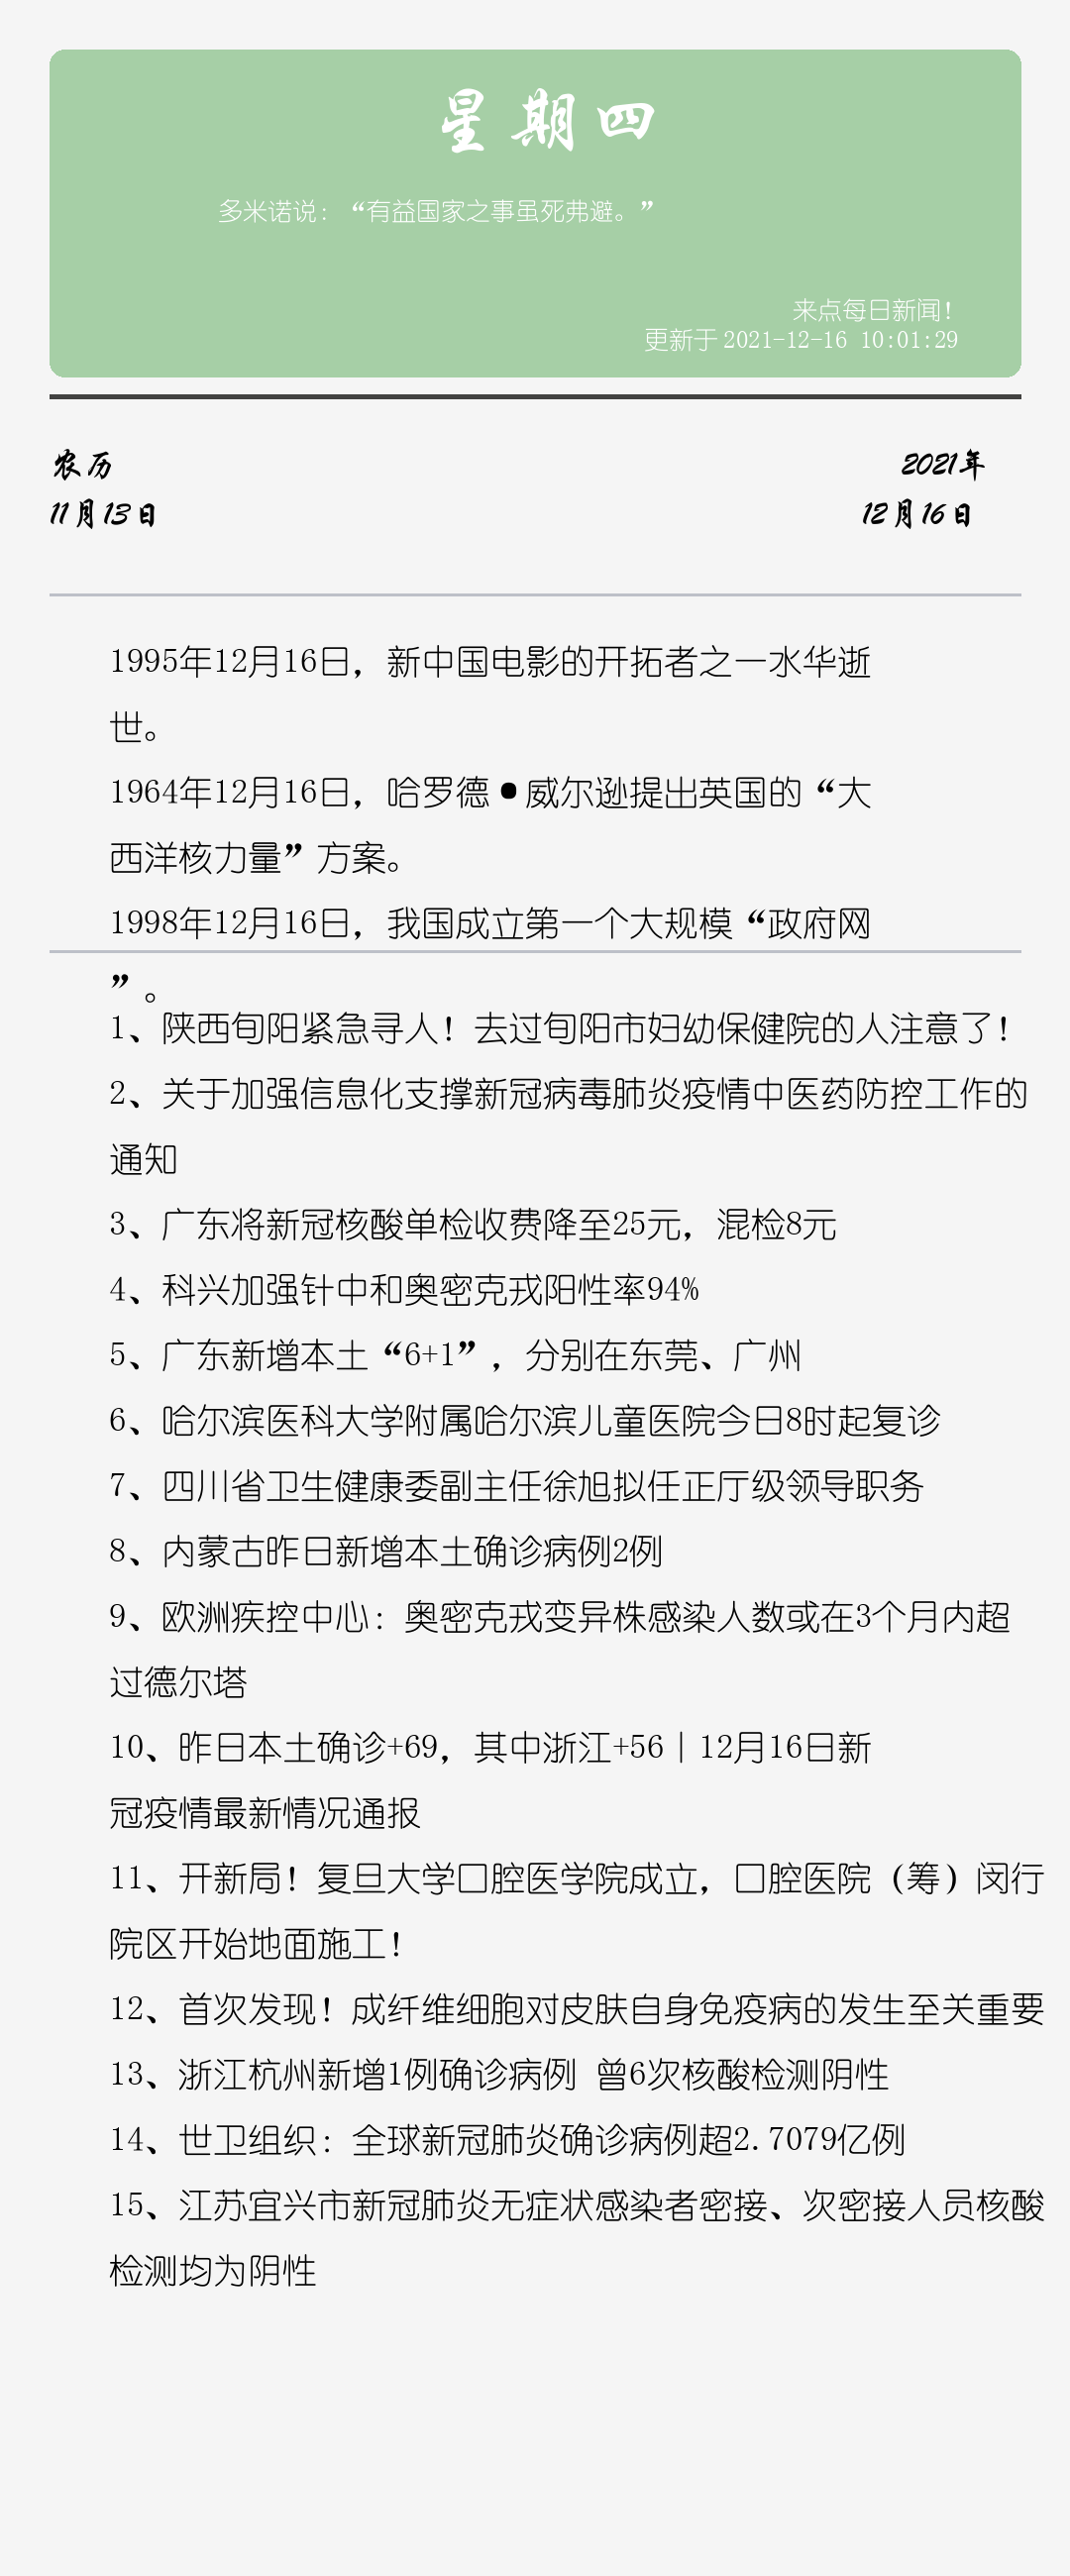 星期四
多米诺说：“有益国家之事虽死弗避。”
来点每日新闻！
更新于 2021-12-16 10:01:29
农历
11月13日
2021年
12月16日
1995年12月16日，新中国电影的开拓者之一水华逝
世。
1964年12月16日，哈罗德•威尔逊提出英国的“大
西洋核力量”方案。
1998年12月16日，我国成立第一个大规模“政府网
”。
1、陕西旬阳紧急寻人！去过旬阳市妇幼保健院的人注意了！
2、关于加强信息化支撑新冠病毒肺炎疫情中医药防控工作的
通知
3、广东将新冠核酸单检收费降至25元，混检8元
4、科兴加强针中和奥密克戎阳性率94%
5、广东新增本土“6+1”，分别在东莞、广州
6、哈尔滨医科大学附属哈尔滨儿童医院今日8时起复诊
7、四川省卫生健康委副主任徐旭拟任正厅级领导职务
8、内蒙古昨日新增本土确诊病例2例
9、欧洲疾控中心：奥密克戎变异株感染人数或在3个月内超
过德尔塔
10、昨日本土确诊+69，其中浙江+56｜12月16日新
冠疫情最新情况通报
11、开新局！复旦大学口腔医学院成立，口腔医院（筹）闵行
院区开始地面施工！
12、首次发现！成纤维细胞对皮肤自身免疫病的发生至关重要
13、浙江杭州新增1例确诊病例 曾6次核酸检测阴性
14、世卫组织：全球新冠肺炎确诊病例超2.7079亿例
15、江苏宜兴市新冠肺炎无症状感染者密接、次密接人员核酸
检测均为阴性